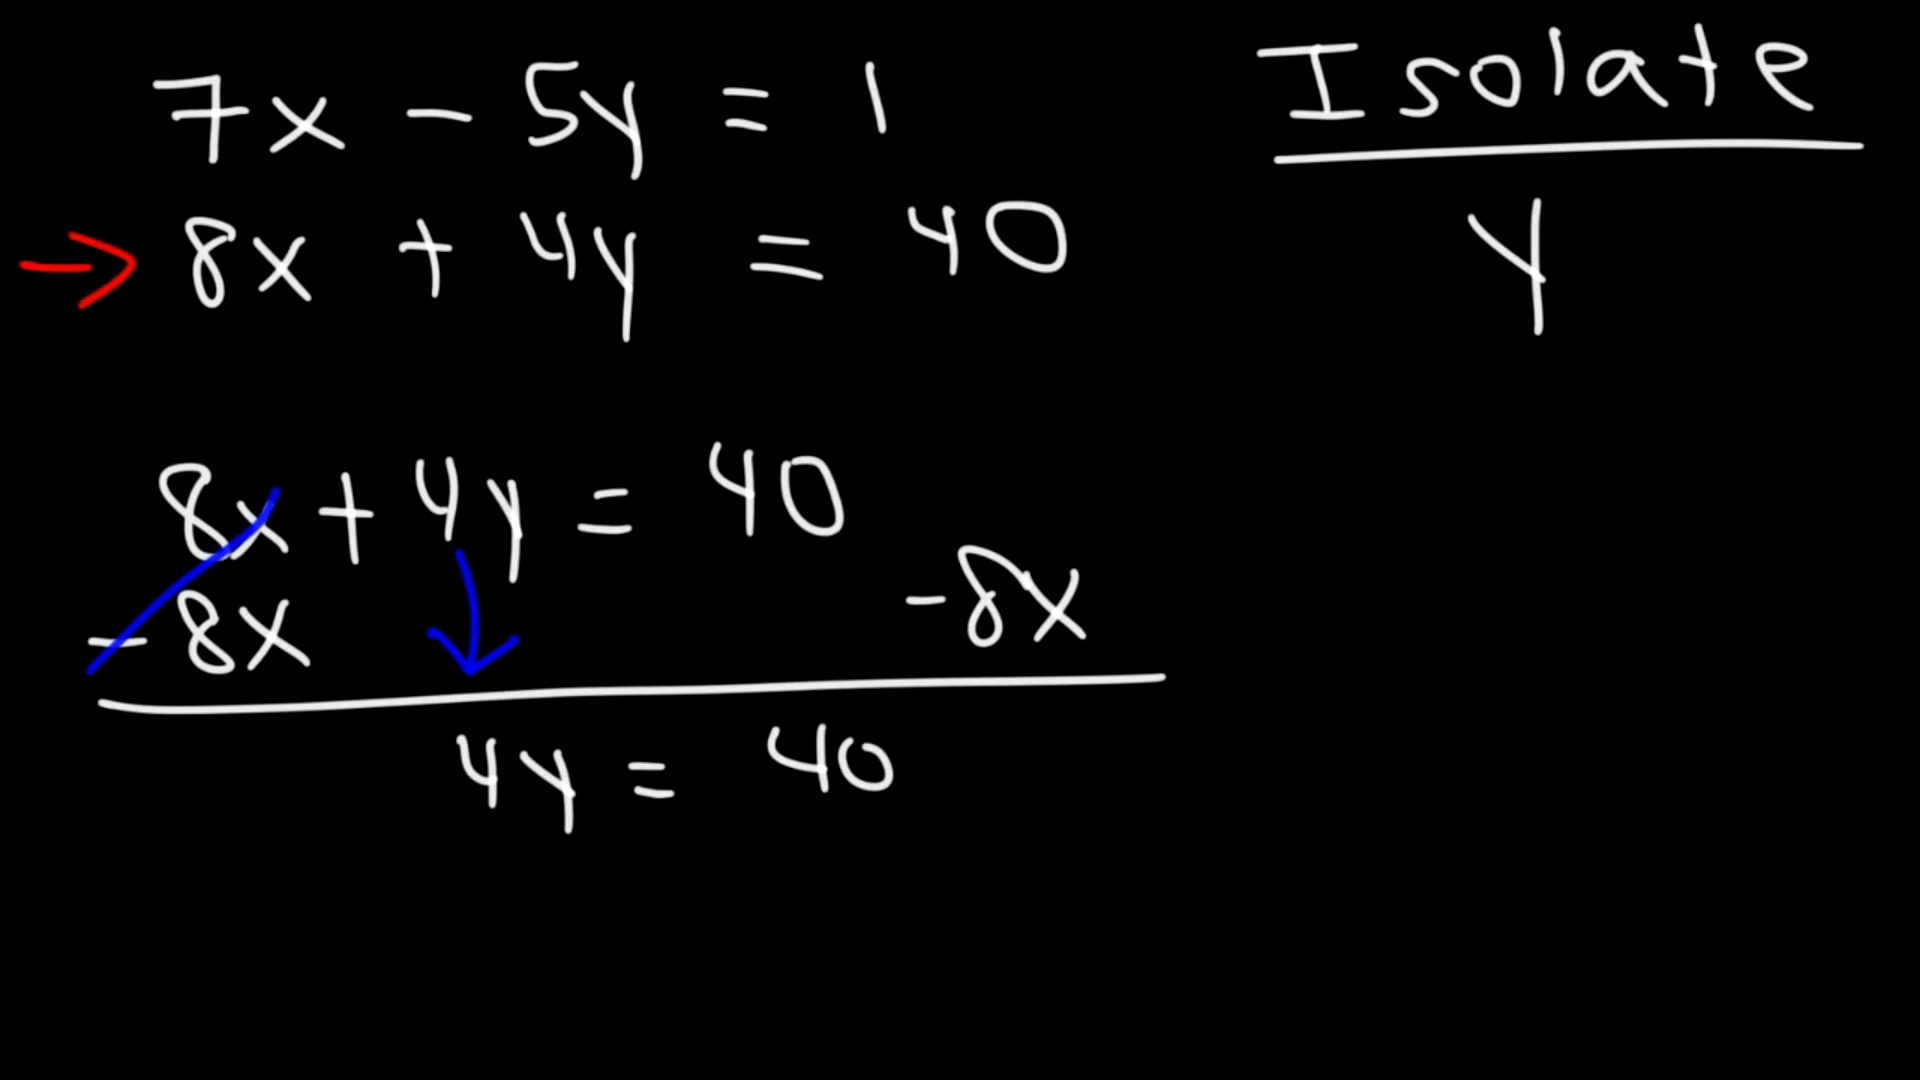 7x - 5y = 1
Isolate
8x + 4y = 40
y
8x + 4y = 40
- 8x - 8x
4y = 40